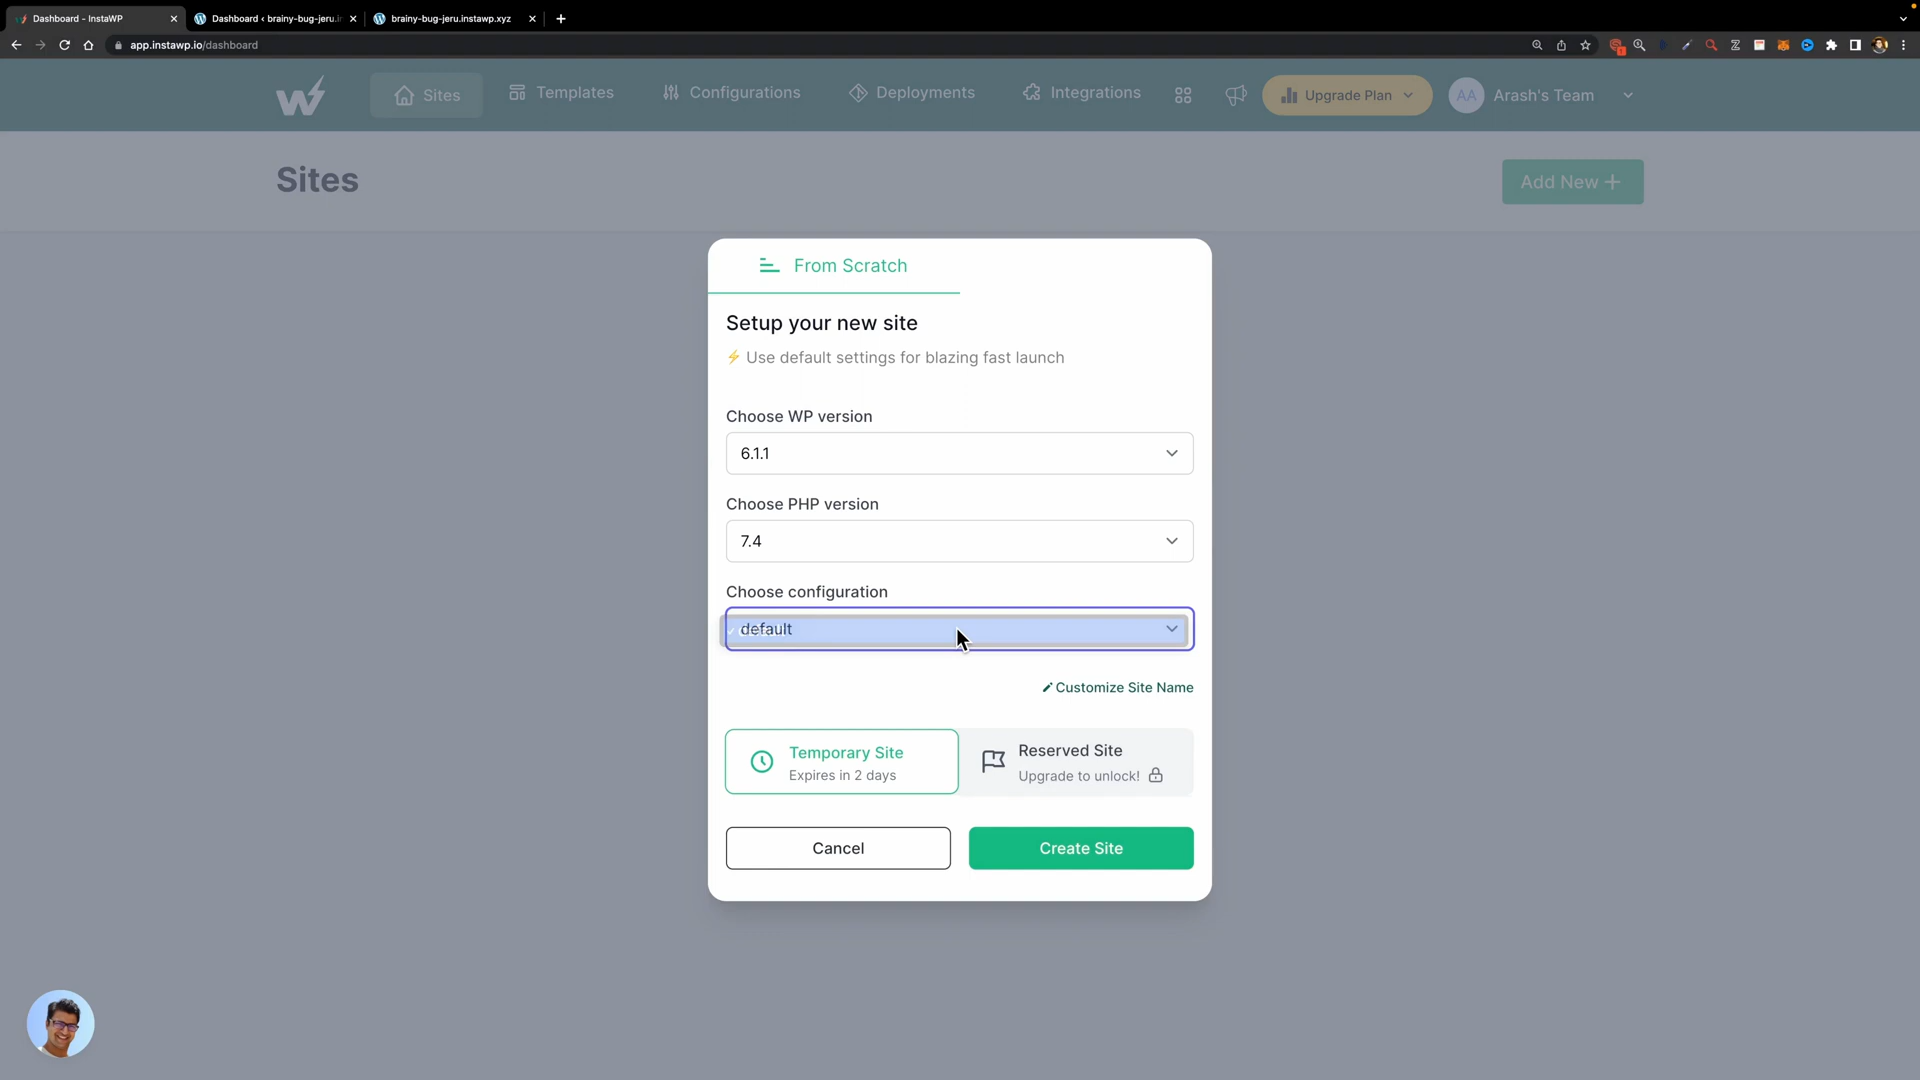 Dashboard - InstaWP
Dashboard ‹ brainy-bug-jeru.in
brainy-bug-jeru.instawp.xyz
app.instawp.io/dashboard
Sites
Templates
Configurations
Deployments
Integrations
Upgrade Plan
AA
Arash's Team
Sites
Add New +
From Scratch
Setup your new site
⚡ Use default settings for blazing fast launch
Choose WP version
6.1.1
Choose PHP version
7.4
Choose configuration
default
Customize Site Name
Temporary Site
Expires in 2 days
Reserved Site
Upgrade to unlock!
Cancel
Create Site